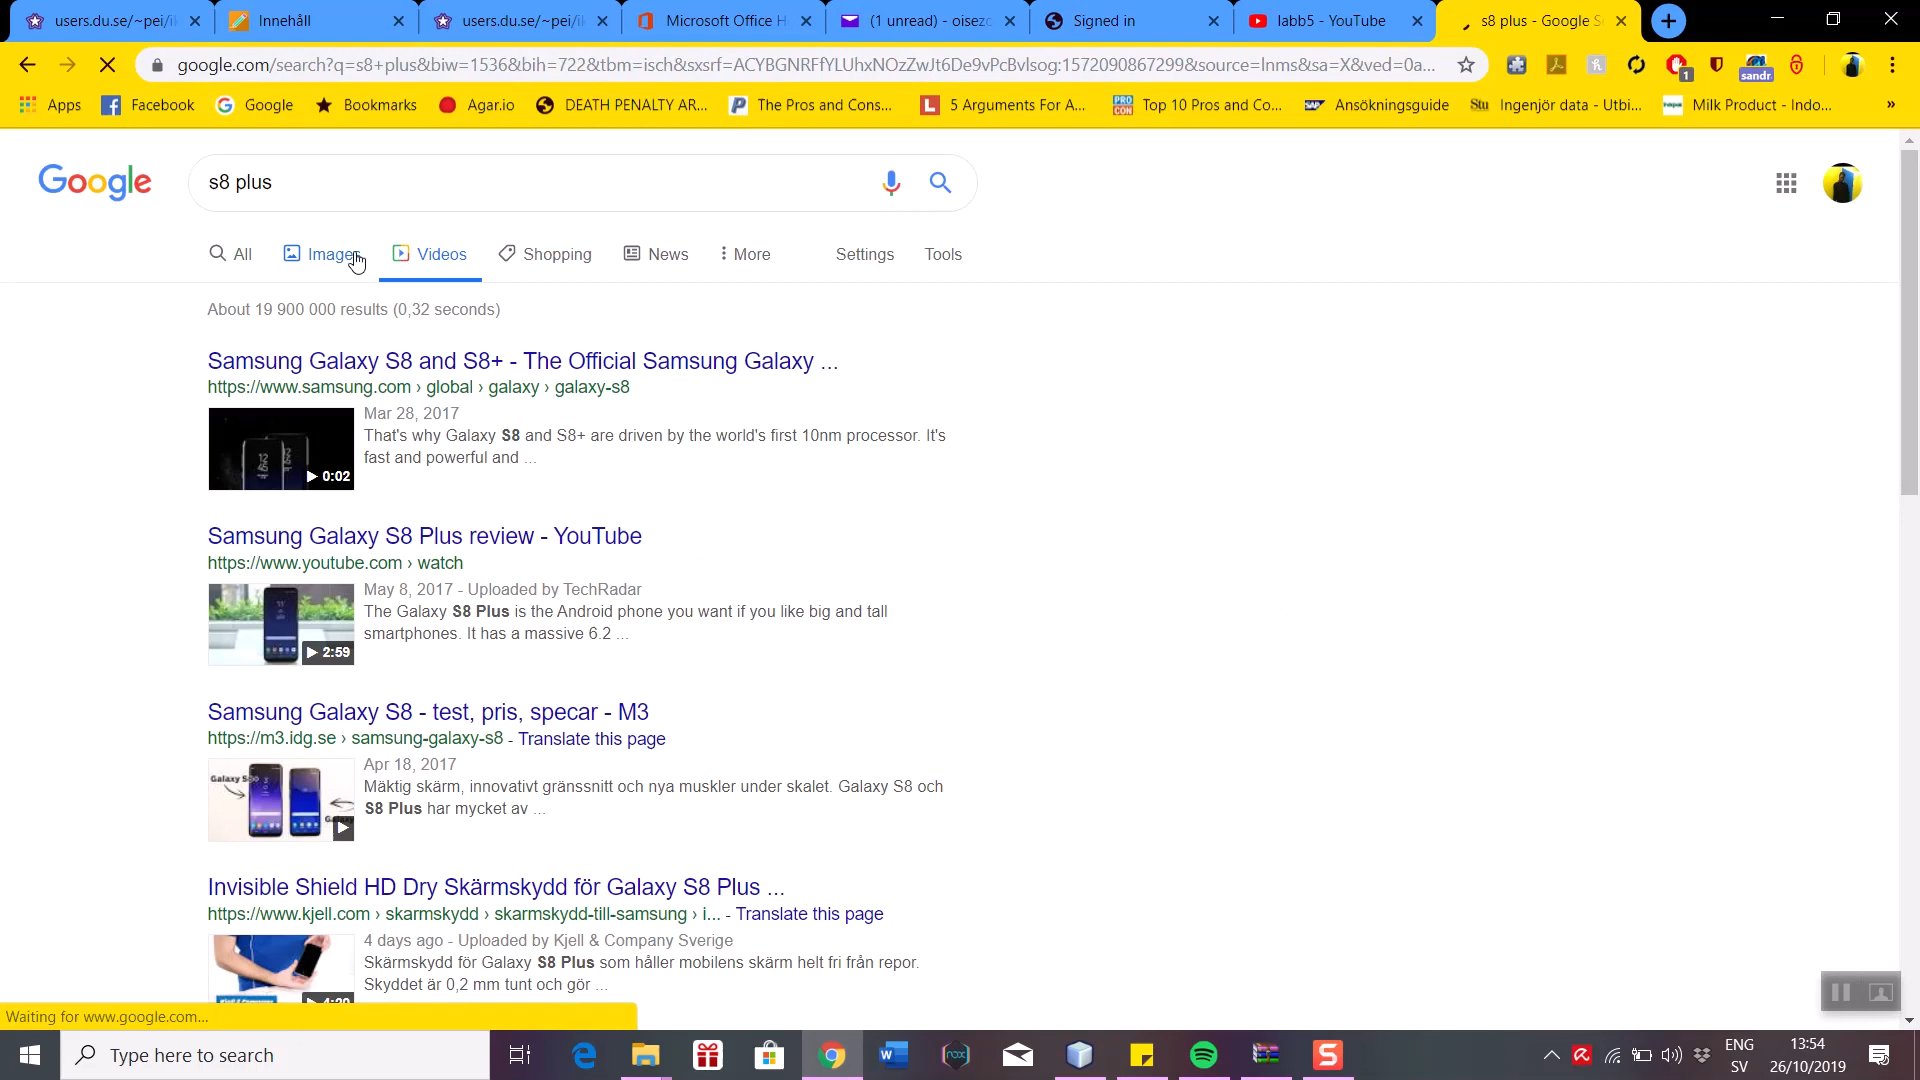 users.du.se/~pei/ik
Innehåll
users.du.se/~pei/ik
Microsoft Office H
(1 unread) - oisezc
Signed in
labb5 - YouTube
s8 plus - Google Se
google.com/search?q=s8+plus&biw=1536&bih=722&tbm=isch&sxsrf=ACYBGNRFfYLUhxNOzZwJt6De9vPcBvlsog:1572090867299&source=lnms&sa=X&ved=0a...
1
sandr
Apps
Facebook
Google
Bookmarks
Agar.io
DEATH PENALTY AR...
The Pros and Cons...
5 Arguments For A...
PRO CON
Top 10 Pros and Co...
SAP
Ansökningsguide
Stu
Ingenjör data - Utbi...
Milk Product - Indo...
»
Google
s8 plus
All
Images
Videos
Shopping
News
More
Settings
Tools
About 19 900 000 results (0,32 seconds)
Samsung Galaxy S8 and S8+ - The Official Samsung Galaxy ...
https://www.samsung.com › global › galaxy › galaxy-s8
Mar 28, 2017
That's why Galaxy S8 and S8+ are driven by the world's first 10nm processor. It's
fast and powerful and ...
0:02
Samsung Galaxy S8 Plus review - YouTube
https://www.youtube.com › watch
May 8, 2017 - Uploaded by TechRadar
The Galaxy S8 Plus is the Android phone you want if you like big and tall
smartphones. It has a massive 6.2 ...
2:59
Samsung Galaxy S8 - test, pris, specar - M3
https://m3.idg.se › samsung-galaxy-s8 - Translate this page
Apr 18, 2017
Mäktig skärm, innovativt gränssnitt och nya muskler under skalet. Galaxy S8 och
S8 Plus har mycket av ...
Invisible Shield HD Dry Skärmskydd för Galaxy S8 Plus ...
https://www.kjell.com › skarmskydd › skarmskydd-till-samsung › i... - Translate this page
4 days ago - Uploaded by Kjell & Company Sverige
Skärmskydd för Galaxy S8 Plus som håller mobilens skärm helt fri från repor.
Skyddet är 0,2 mm tunt och gör ...
4:20
Waiting for www.google.com...
Type here to search
nox
ENG
SV
13:54
26/10/2019